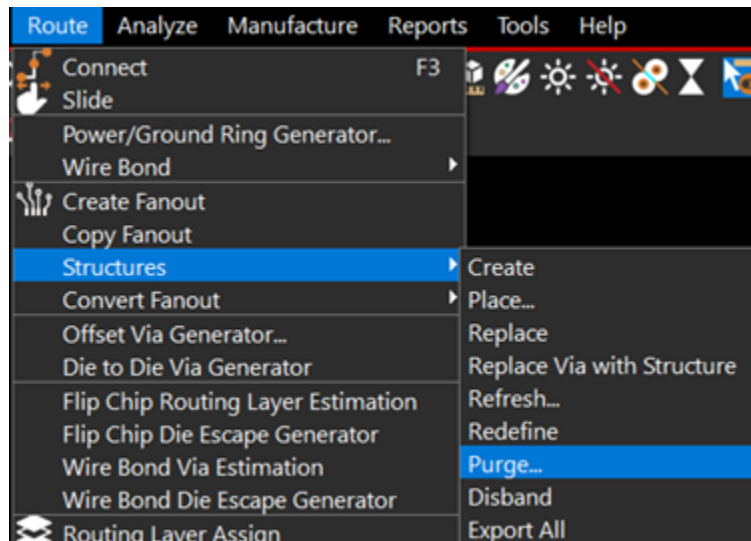 Route Analyze Manufacture Reports Tools Help
Connect F3
Slide
Power/Ground Ring Generator...
Wire Bond
Create Fanout
Copy Fanout
Structures
Convert Fanout
Offset Via Generator...
Die to Die Via Generator
Flip Chip Routing Layer Estimation
Flip Chip Die Escape Generator
Wire Bond Via Estimation
Wire Bond Die Escape Generator
Routing Layer Assign
Create
Place...
Replace
Replace Via with Structure
Refresh...
Redefine
Purge...
Disband
Export All